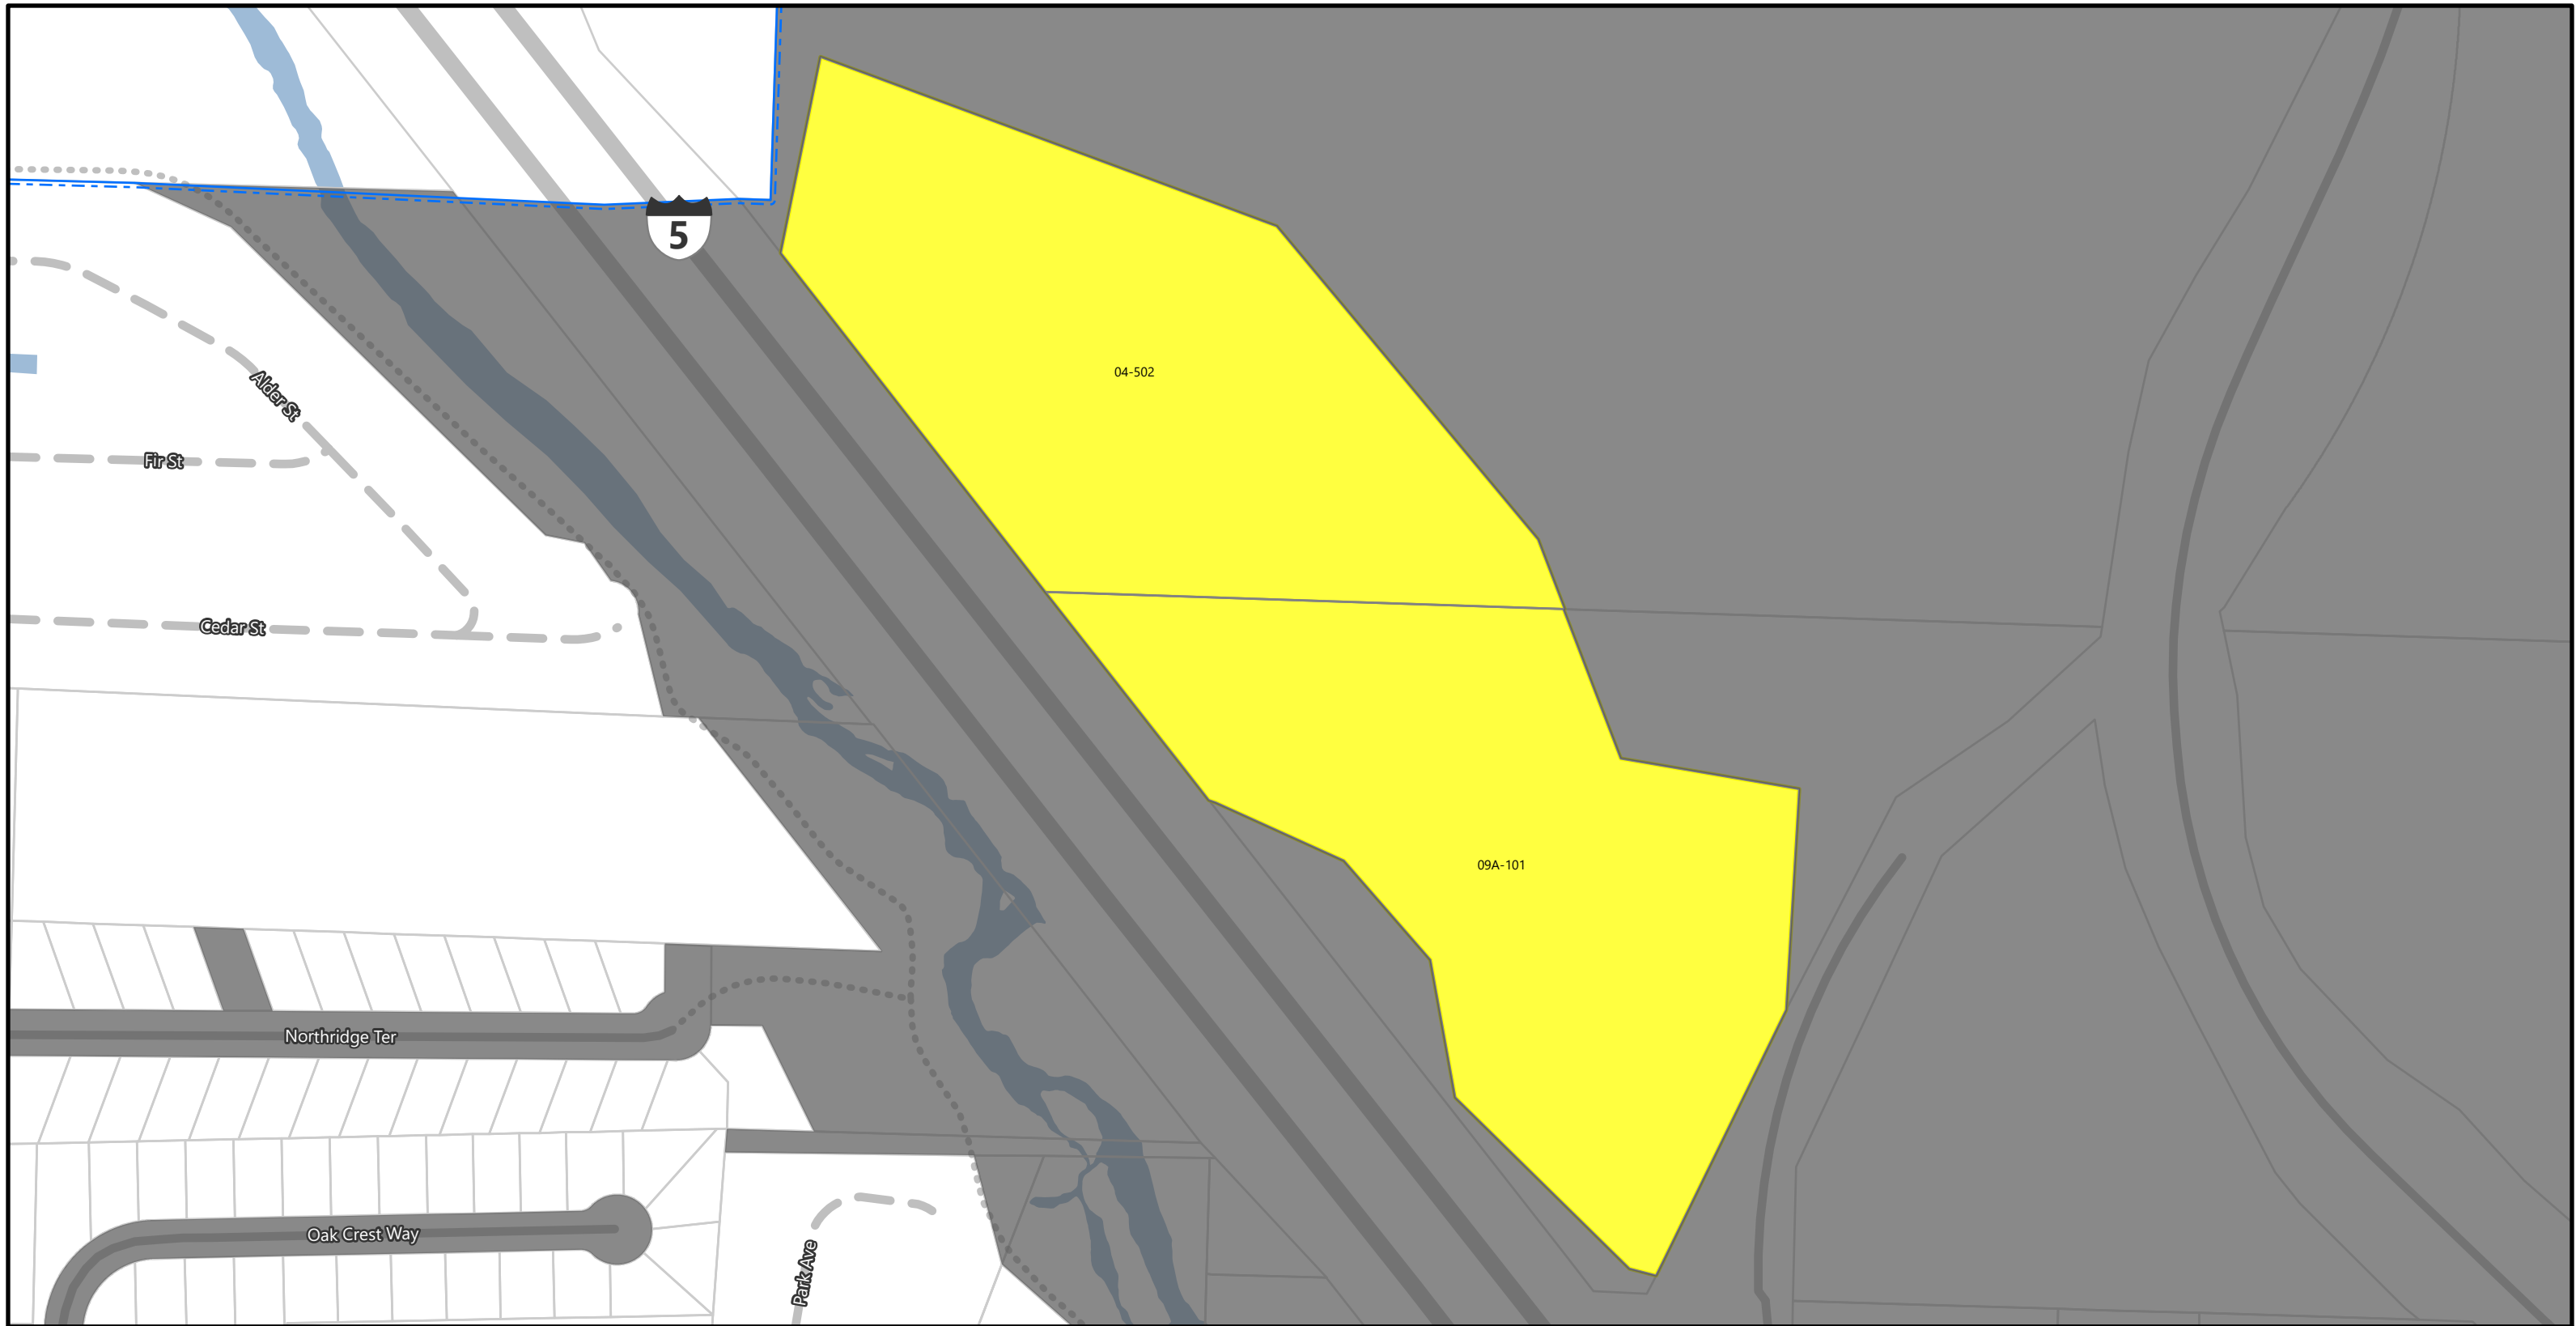 5
04-502
Alder St
Fir St
Cedar St
09A-101
Northridge Ter
Oak Crest Way
Park Ave